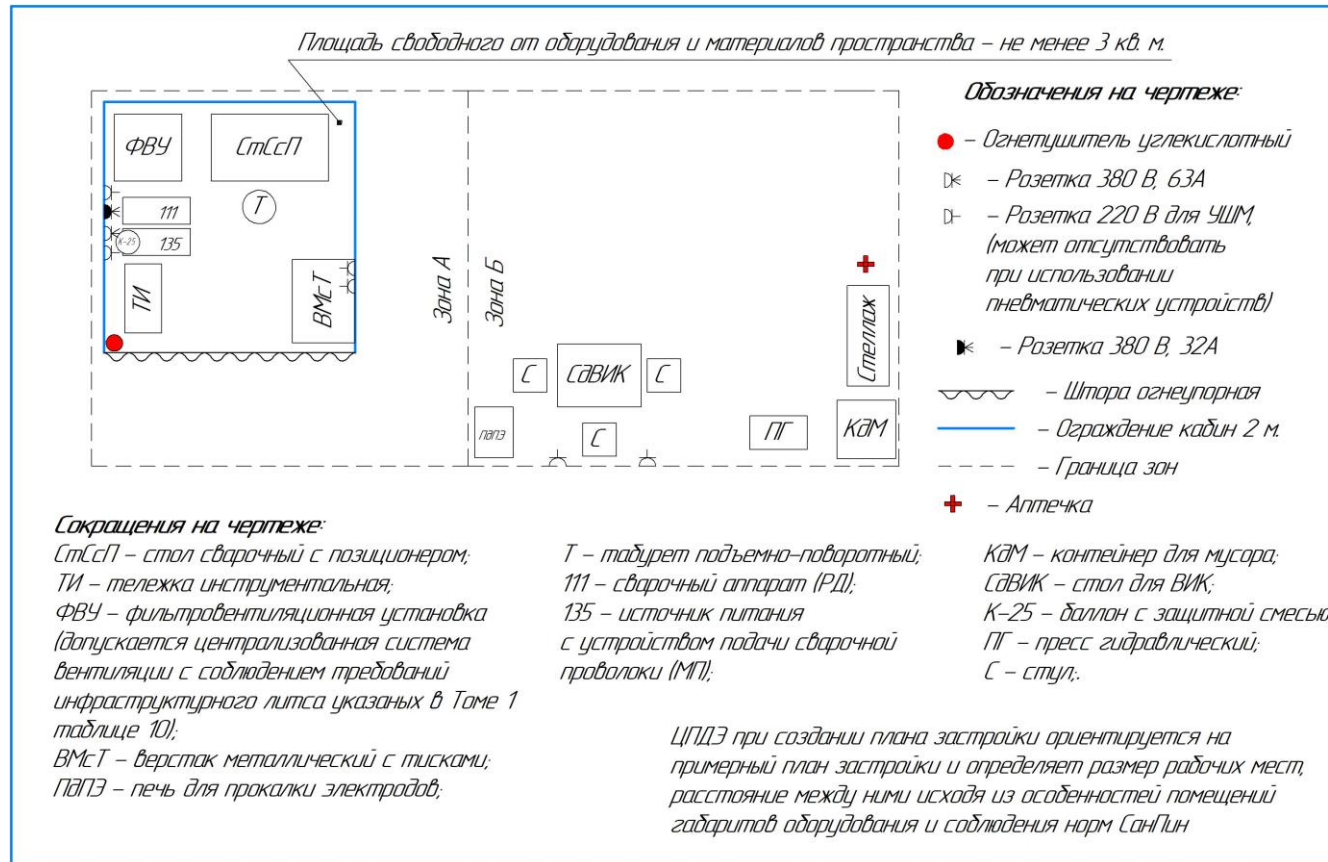 Площадь свободного от оборудования и материалов пространства – не менее 3 кв. м.
ФВУ
СтСсП
Т
111
К-25
135
ТИ
ВМсТ
Зона А
Зона Б
С
СдВИК
С
ПдПЭ
С
ПГ
Стеллаж
КдМ
Обозначения на чертеже:
– Огнетушитель углекислотный
– Розетка 380 В, 63А
– Розетка 220 В для УШМ,
(может отсутствовать
при использовании
пневматических устройств)
– Розетка 380 В, 32А
– Штора огнеупорная
– Ограждение кабин 2 м.
– Граница зон
– Аптечка
Сокращения на чертеже:
СтСсП – стол сварочный с позиционером;
ТИ – тележка инструментальная;
ФВУ – фильтровентиляционная установка
(допускается централизованная система
вентиляции с соблюдением требований
инфраструктурного литса указаных в Томе 1
таблице 10);
ВМсТ – верстак металлический с тисками;
ПдПЭ – печь для прокалки электродов;
Т – табурет подъемно-поворотный;
111 – сварочный аппарат (РД);
135 – источник питания
с устройством подачи сварочной
проволоки (МП);
КдМ – контейнер для мусора;
СдВИК – стол для ВИК;
К-25 – баллон с защитной смесью
ПГ – пресс гидравлический;
С – стул;.
ЦПДЭ при создании плана застройки ориентируется на
примерный план застройки и определяет размер рабочих мест,
расстояние между ними исходя из особенностей помещений
габаритов оборудования и соблюдения норм СанПин